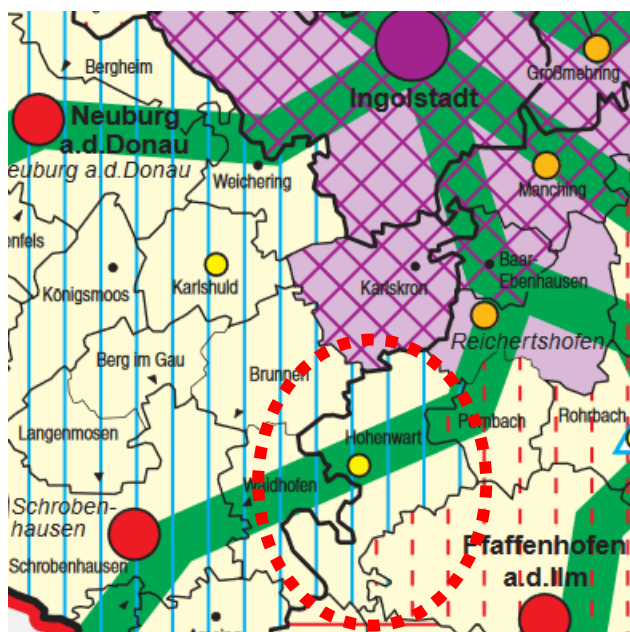 Bergheim
Großmehring
Ingolstadt
Neuburg
a.d.Donau
euburg a.d.Donau
Manching
Weichering
enfels
Baar-
Ebenhausen
Königsmoos
Karlshuld
Karlskron
Reichertshofen
Berg im Gau
Brunnen
Langenmosen
Hohenwart
Pörnbach
Rohrbach
Waidhofen
Schroben-
hausen
Schrobenhausen
Pfaffenhofen
a.d.Ilm